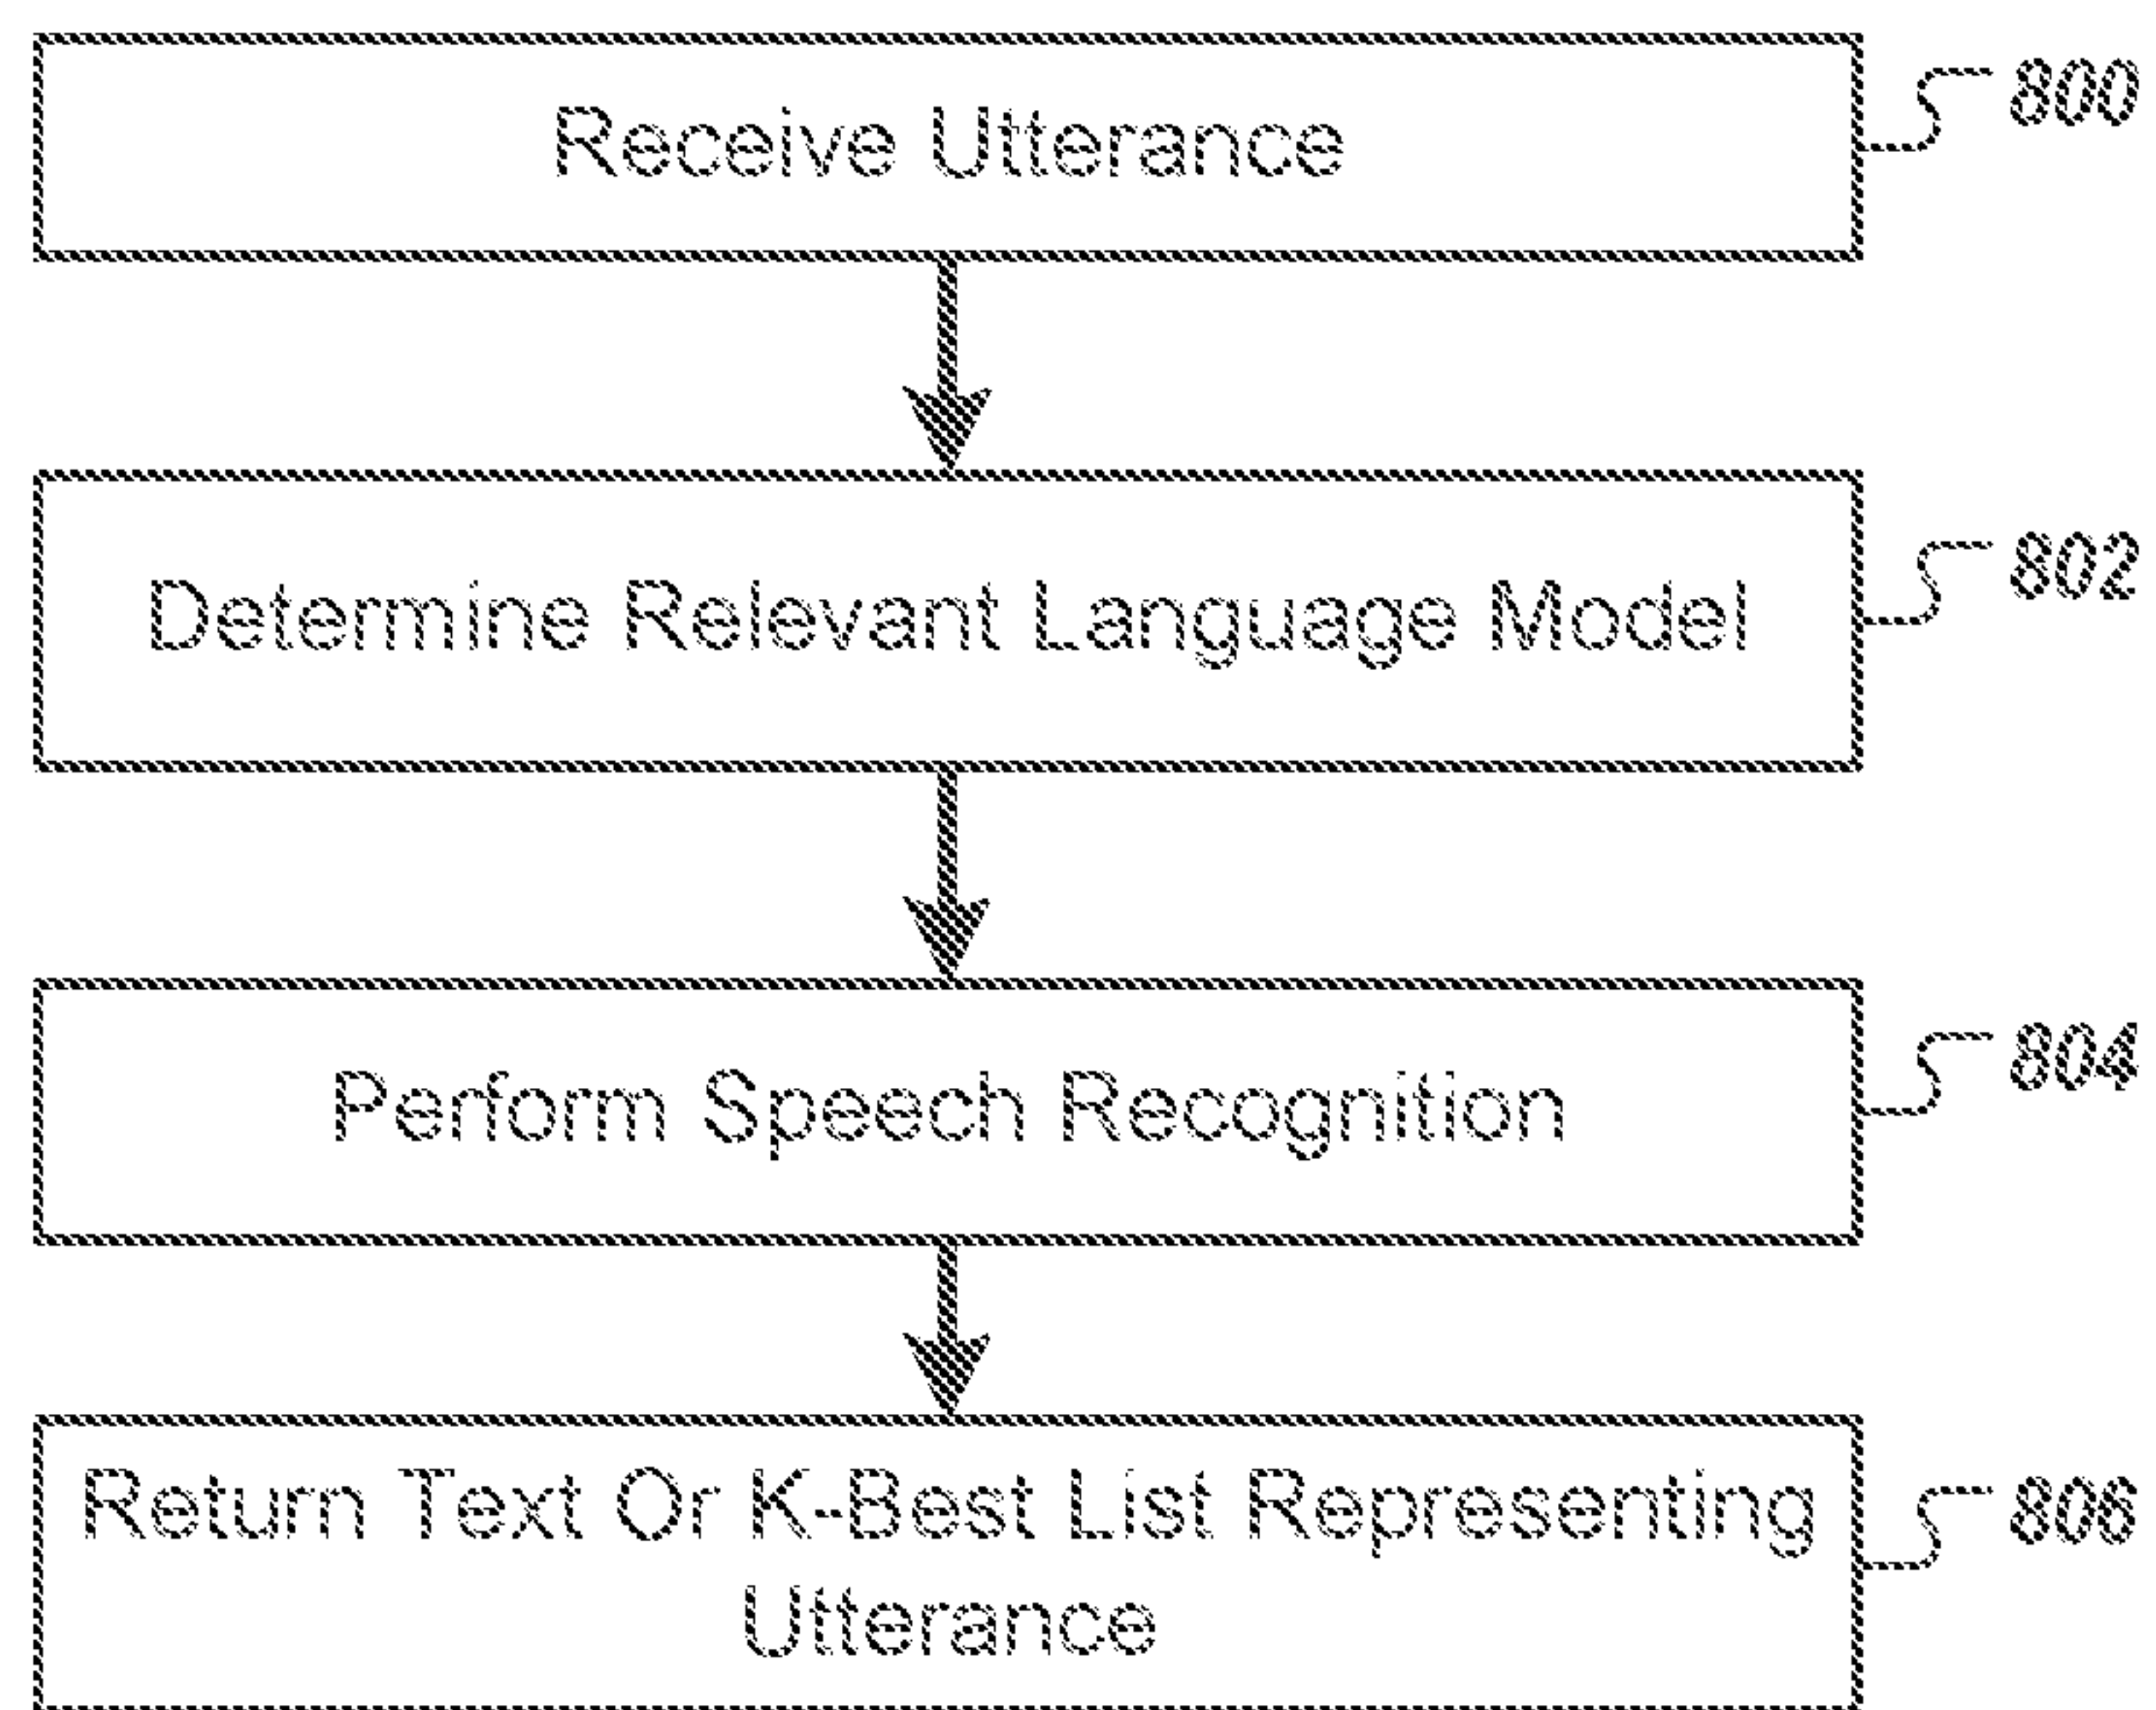 Receive Utterance
800
Determine Relevant Language Model
802
Perform Speech Recognition
804
Return Text Or K-Best List Representing
Utterance
806